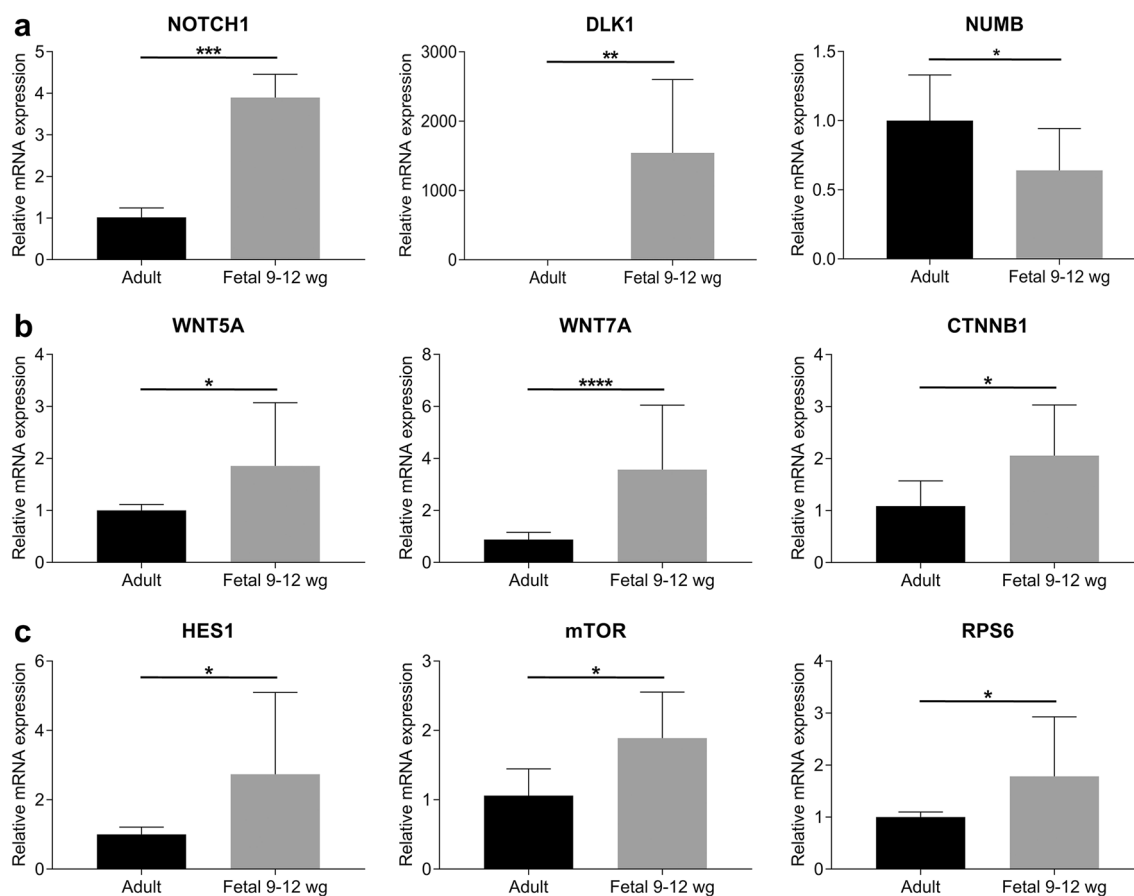 a
NOTCH1
DLK1
NUMB
Relative mRNA expression
5
4
3
2
1
0
***
Adult
Fetal 9-12 wg
Relative mRNA expression
3000
2000
1000
0
**
Adult
Fetal 9-12 wg
Relative mRNA expression
1.5
1.0
0.5
0.0
*
Adult
Fetal 9-12 wg
b
WNT5A
WNT7A
CTNNB1
Relative mRNA expression
4
3
2
1
0
*
Adult
Fetal 9-12 wg
Relative mRNA expression
8
6
4
2
0
****
Adult
Fetal 9-12 wg
Relative mRNA expression
4
3
2
1
0
*
Adult
Fetal 9-12 wg
c
HES1
mTOR
RPS6
Relative mRNA expression
6
4
2
0
*
Adult
Fetal 9-12 wg
Relative mRNA expression
3
2
1
0
*
Adult
Fetal 9-12 wg
Relative mRNA expression
4
3
2
1
0
*
Adult
Fetal 9-12 wg